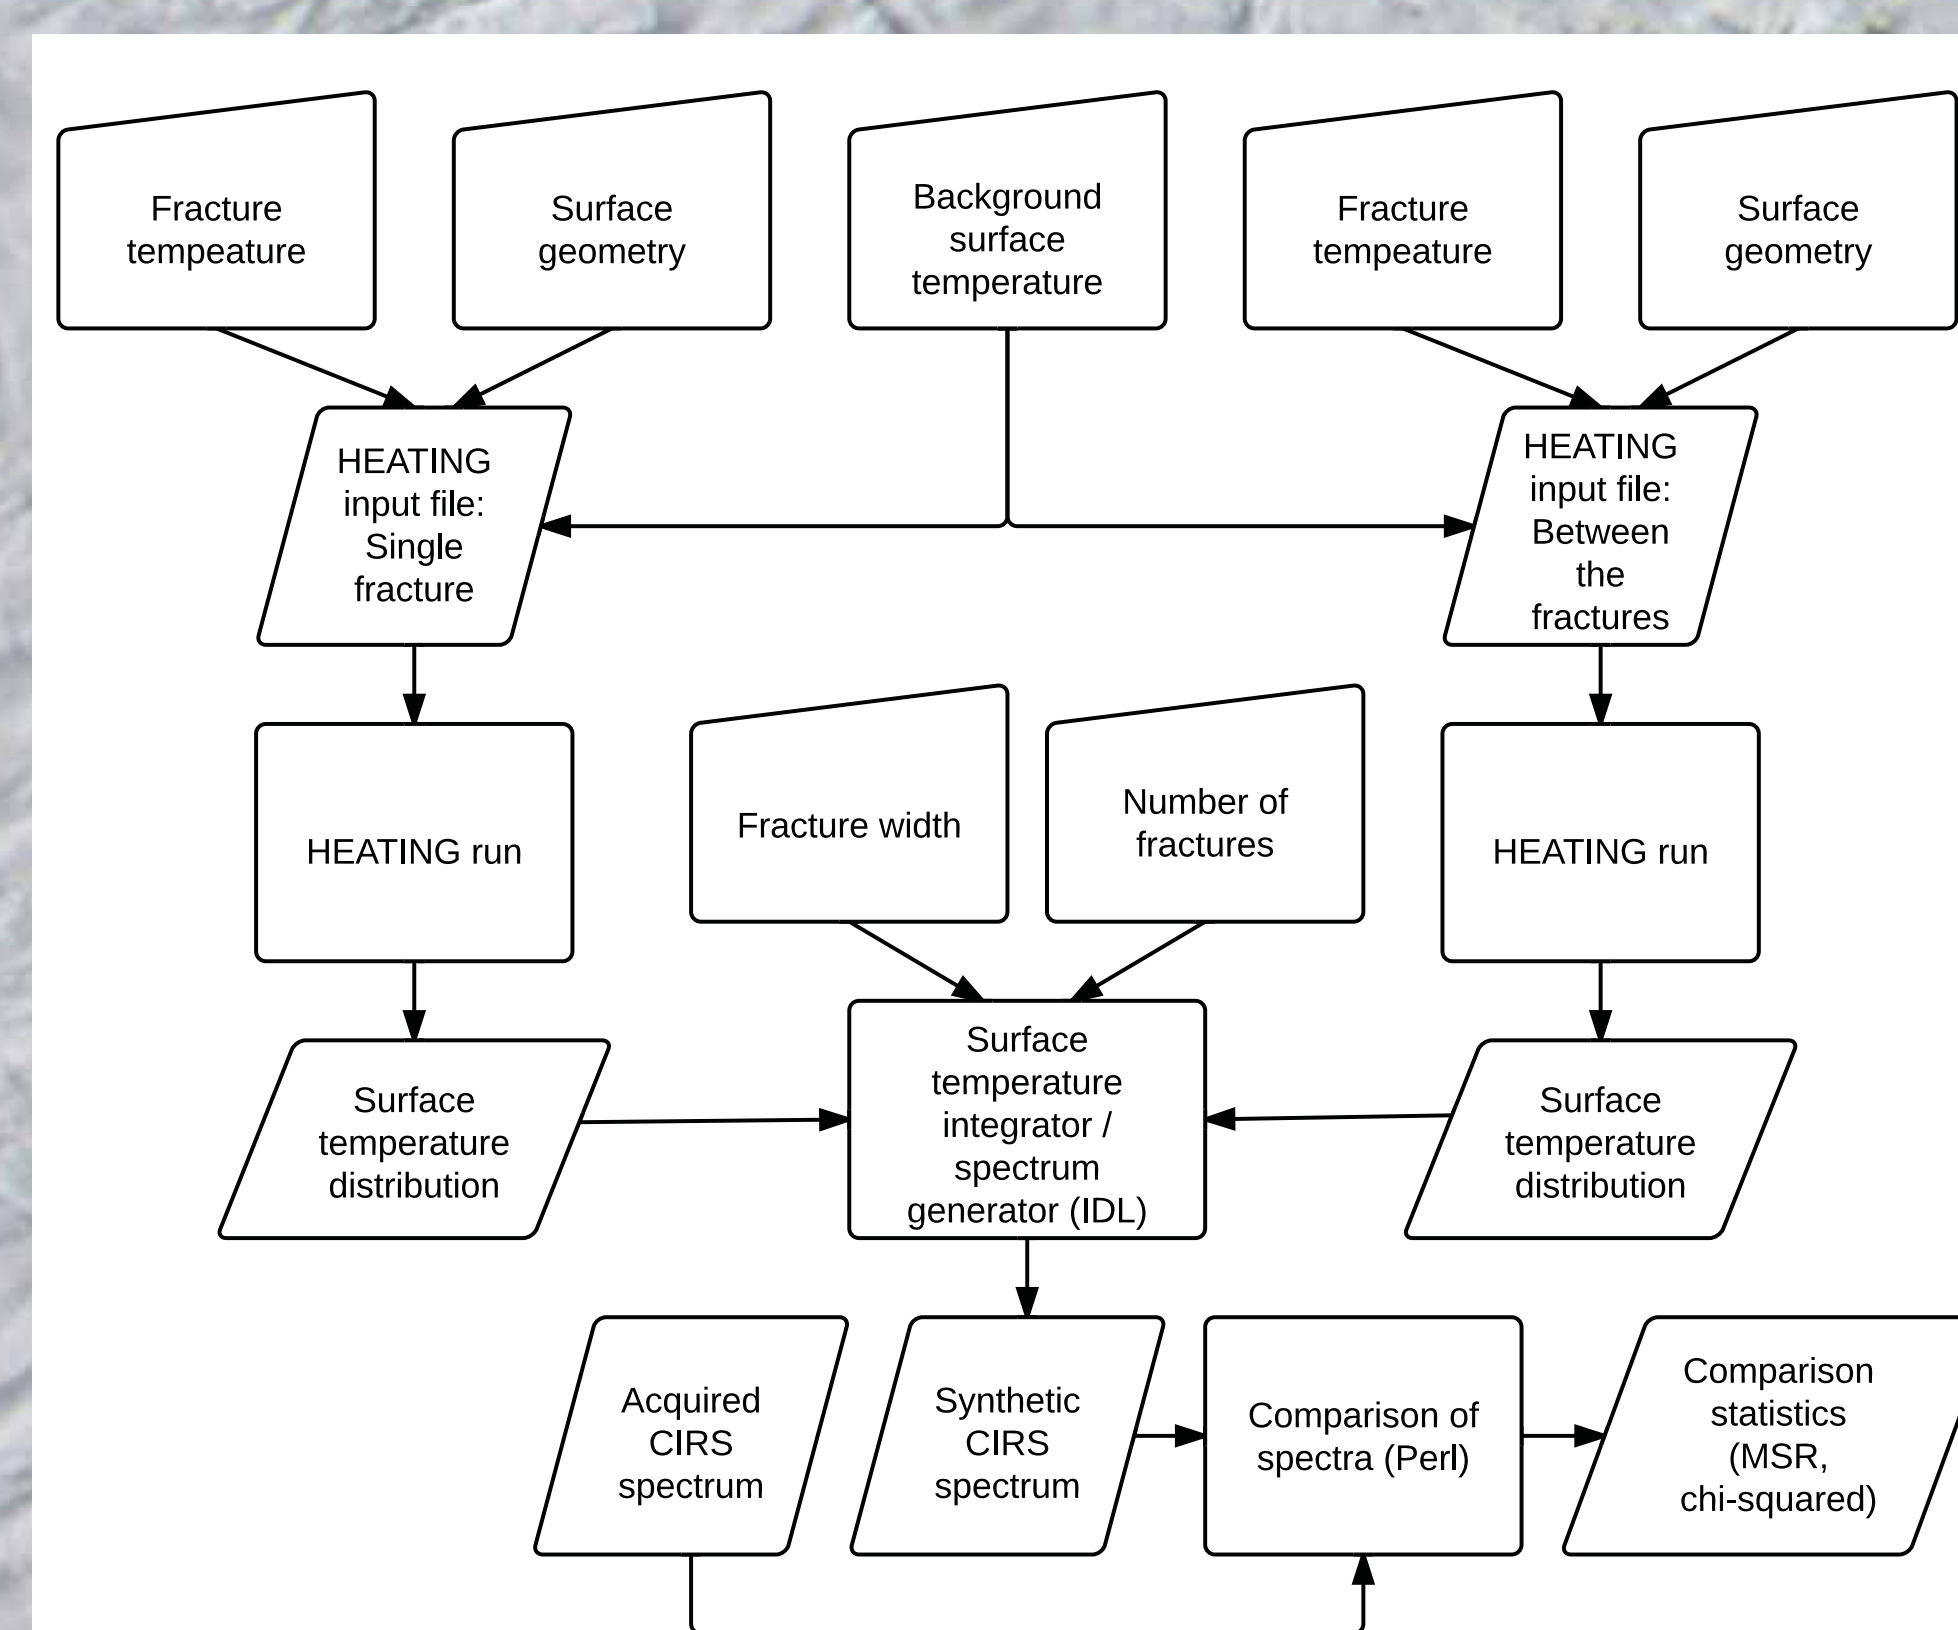 Fracture
tempeature
Surface
geometry
Background
surface
temperature
Fracture
tempeature
Surface
geometry
HEATING
input file:
Single
fracture
HEATING
input file:
Between
the
fractures
HEATING run
Fracture width
Number of
fractures
HEATING run
Surface
temperature
distribution
Surface
temperature
integrator /
spectrum
generator (IDL)
Surface
temperature
distribution
Acquired
CIRS
spectrum
Synthetic
CIRS
spectrum
Comparison of
spectra (Perl)
Comparison
statistics
(MSR,
chi-squared)